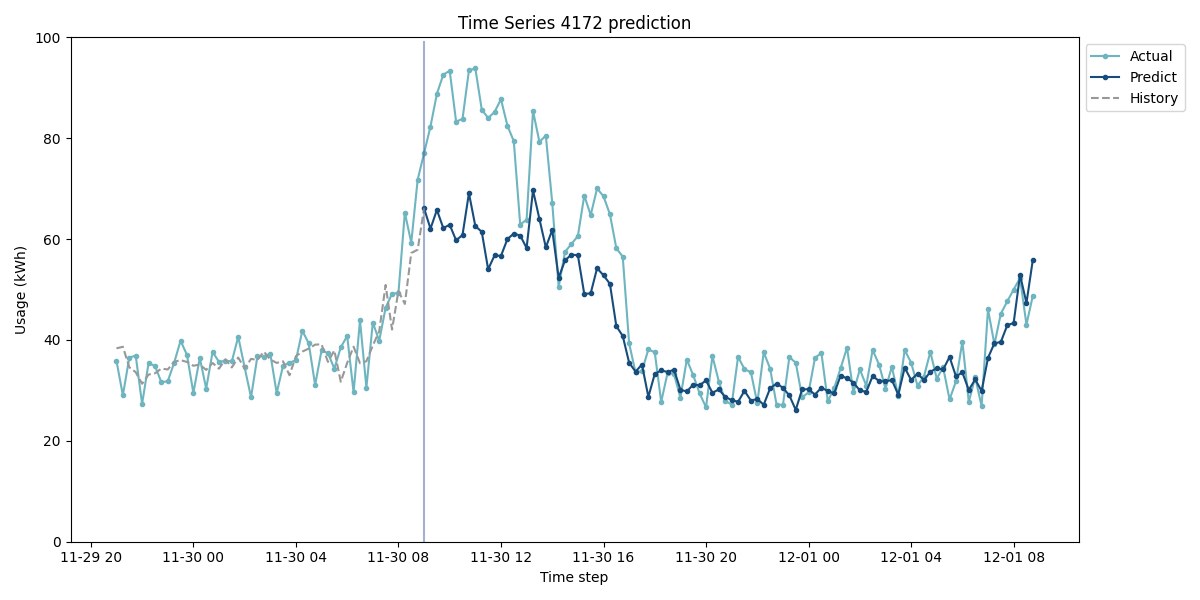 Time Series 4172 prediction
100
80
60
40
20
0
Usage (kWh)
11-29 20
11-30 00
11-30 04
11-30 08
11-30 12
11-30 16
11-30 20
12-01 00
12-01 04
12-01 08
Time step
Actual
Predict
History